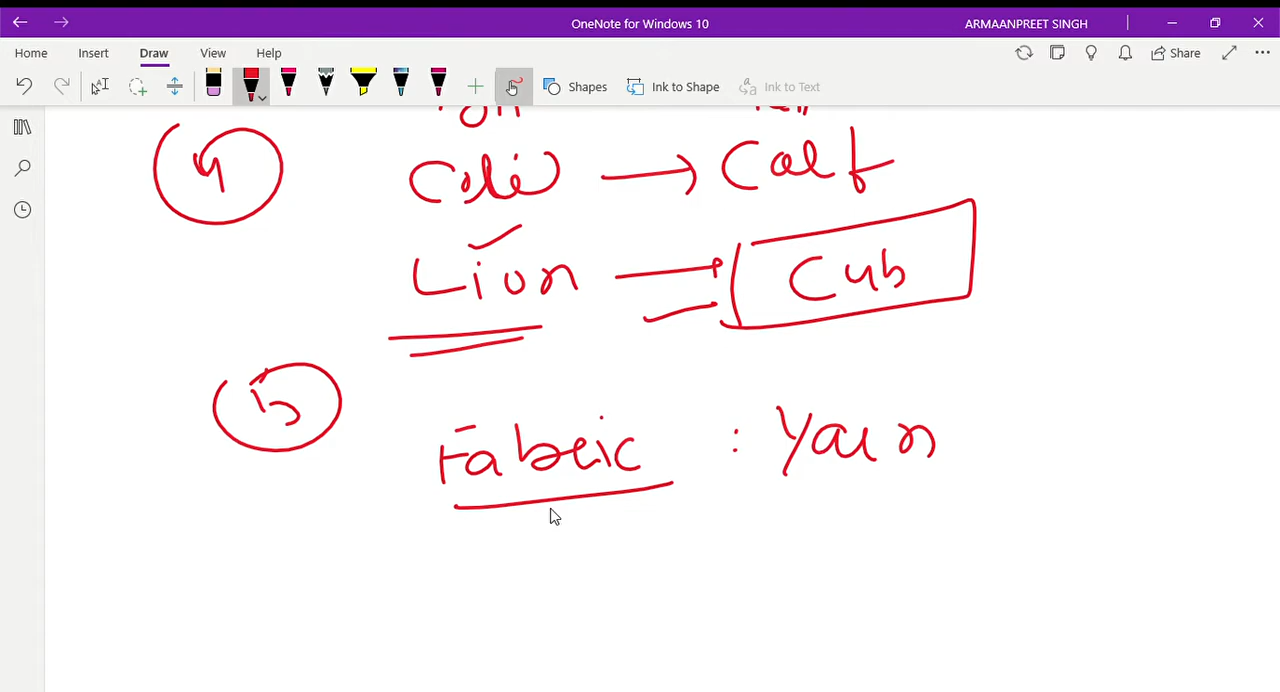 OneNote for Windows 10 ARMAANPREET SINGH
Home Insert Draw View Help Share
Shapes Ink to Shape Ink to Text
4 → Calf
Lion Cub
5 Fabric : Yarn